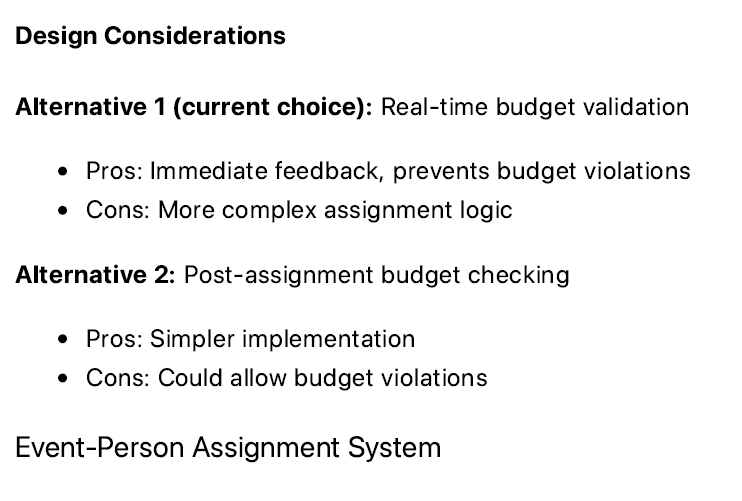 Design Considerations
Alternative 1 (current choice): Real-time budget validation
• Pros: Immediate feedback, prevents budget violations
• Cons: More complex assignment logic
Alternative 2: Post-assignment budget checking
• Pros: Simpler implementation
• Cons: Could allow budget violations
Event-Person Assignment System